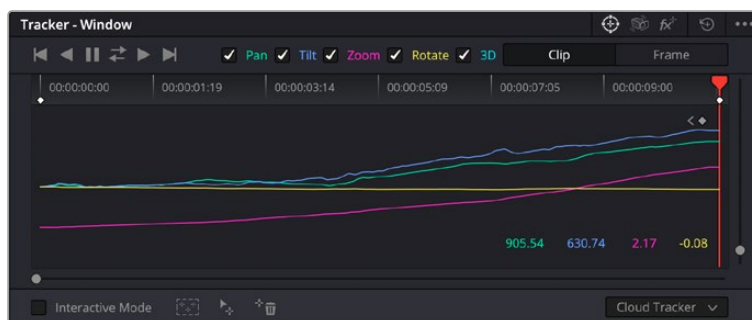 Tracker - Window
Pan Tilt Zoom Rotate 3D Clip Frame
00:00:00:00 00:00:01:19 00:00:03:14 00:00:05:09 00:00:07:05 00:00:09:00
905.54 630.74 2.17 -0.08
Interactive Mode Cloud Tracker